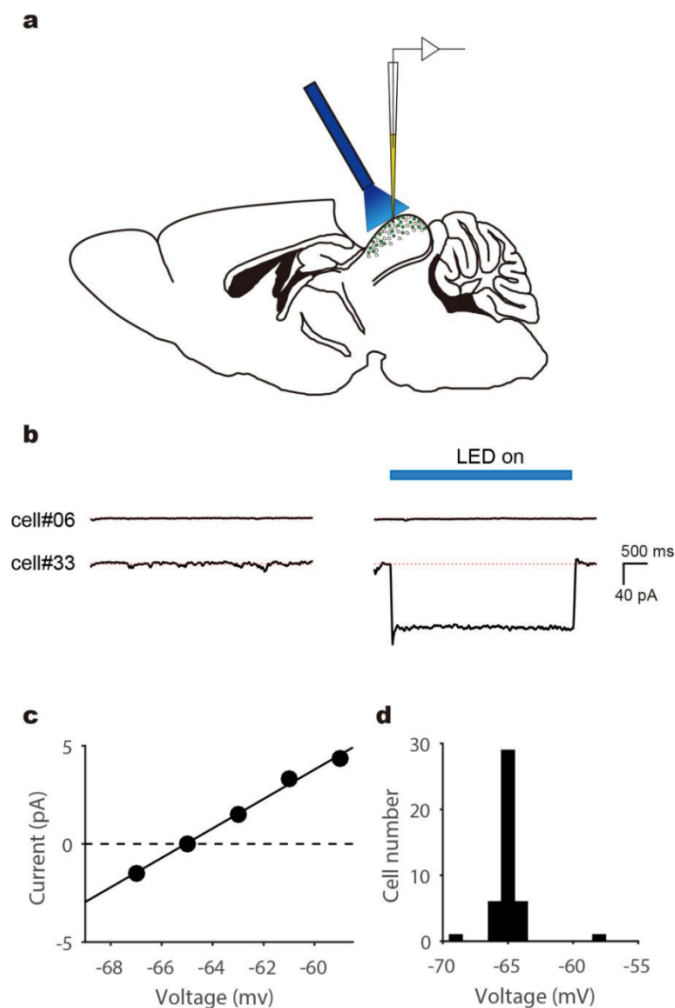 a
b
LED on
cell#06
cell#33
500 ms
40 pA
c
5
0
-5
Current (pA)
-68 -66 -64 -62 -60
Voltage (mv)
d
30
20
10
0
Cell number
-70 -65 -60 -55
Voltage (mV)